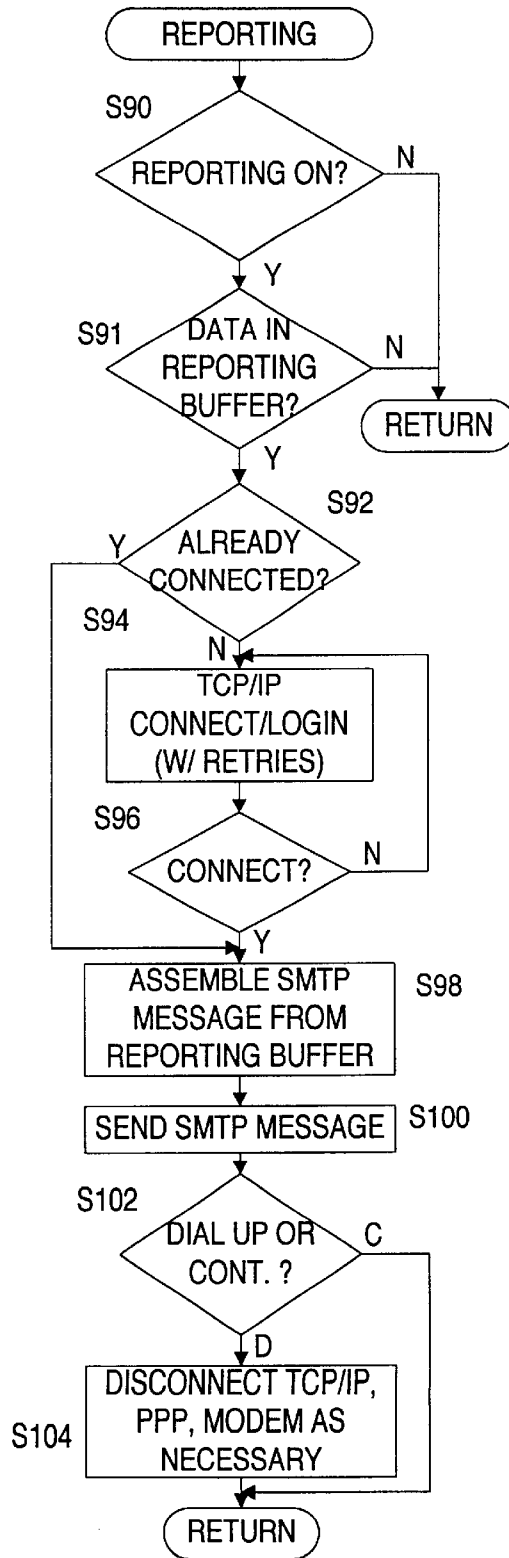 REPORTING
S90
REPORTING ON?
N
Y
S91
DATA IN
REPORTING
BUFFER?
N
RETURN
Y
S92
ALREADY
CONNECTED?
Y
S94
N
TCP/IP
CONNECT/LOGIN
(W/ RETRIES)
S96
CONNECT?
N
Y
ASSEMBLE SMTP
MESSAGE FROM
REPORTING BUFFER
S98
SEND SMTP MESSAGE
S100
S102
DIAL UP OR
CONT. ?
C
D
DISCONNECT TCP/IP,
PPP, MODEM AS
NECESSARY
S104
RETURN